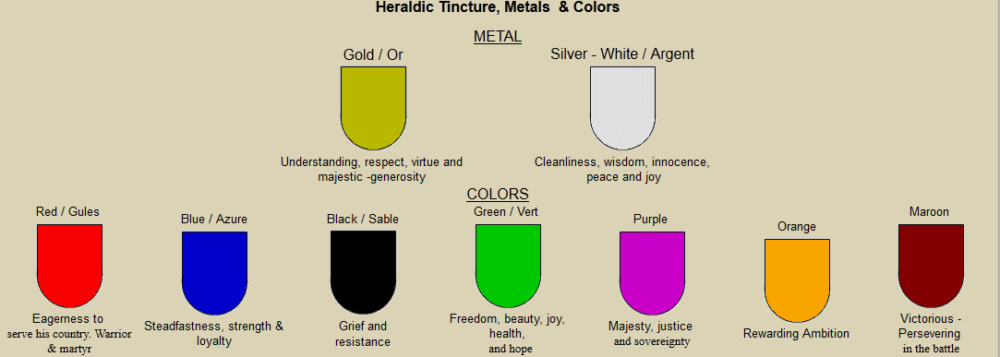 Heraldic Tincture, Metals & Colors
METAL
Gold / Or
Silver - White / Argent
Understanding, respect, virtue and
majestic -generosity
Cleanliness, wisdom, innocence,
peace and joy
COLORS
Red / Gules
Eagerness to
serve his country. Warrior
& martyr
Blue / Azure
Steadfastness, strength &
loyalty
Black / Sable
Grief and
resistance
Green / Vert
Freedom, beauty, joy,
health,
and hope
Purple
Majesty, justice
and sovereignty
Orange
Rewarding Ambition
Maroon
Victorious -
Persevering
in the battle